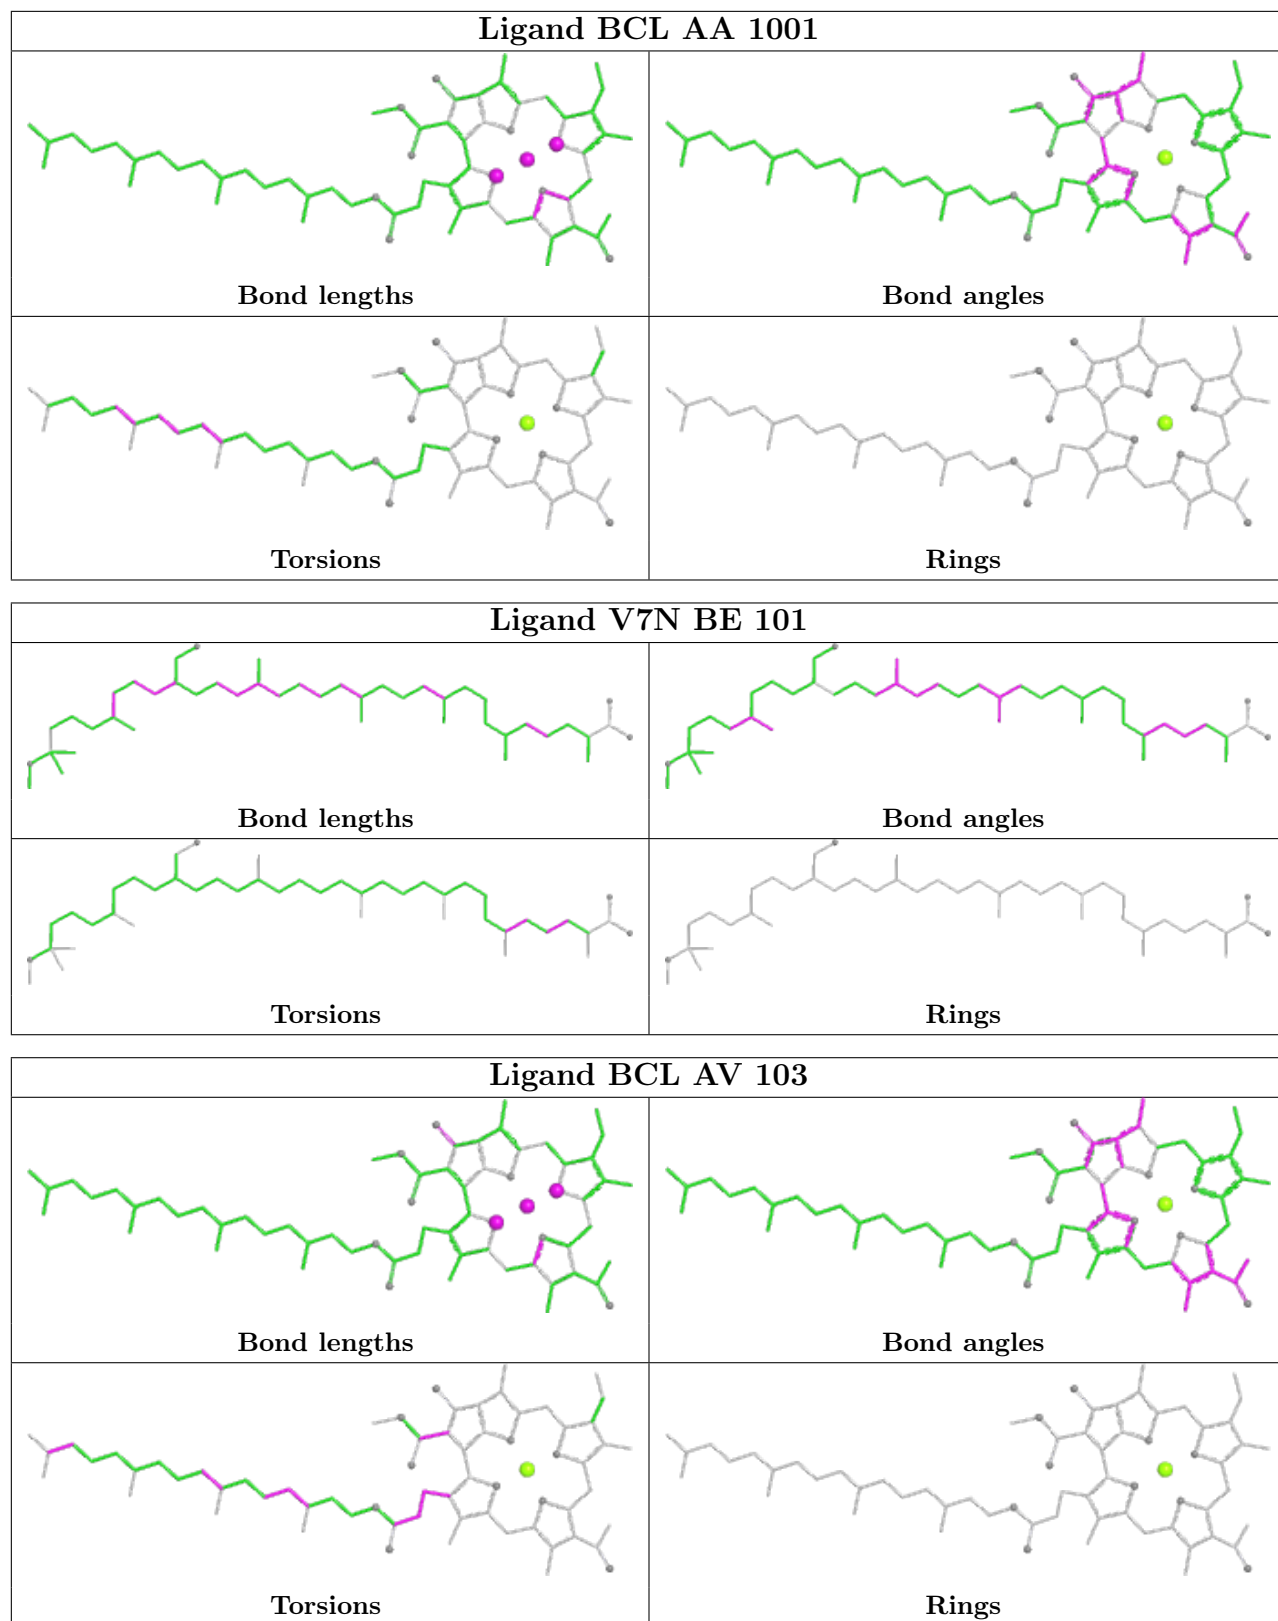 Ligand BCL AA 1001
Bond lengths
Bond angles
Torsions
Rings
Ligand V7N BE 101
Bond lengths
Bond angles
Torsions
Rings
Ligand BCL AV 103
Bond lengths
Bond angles
Torsions
Rings